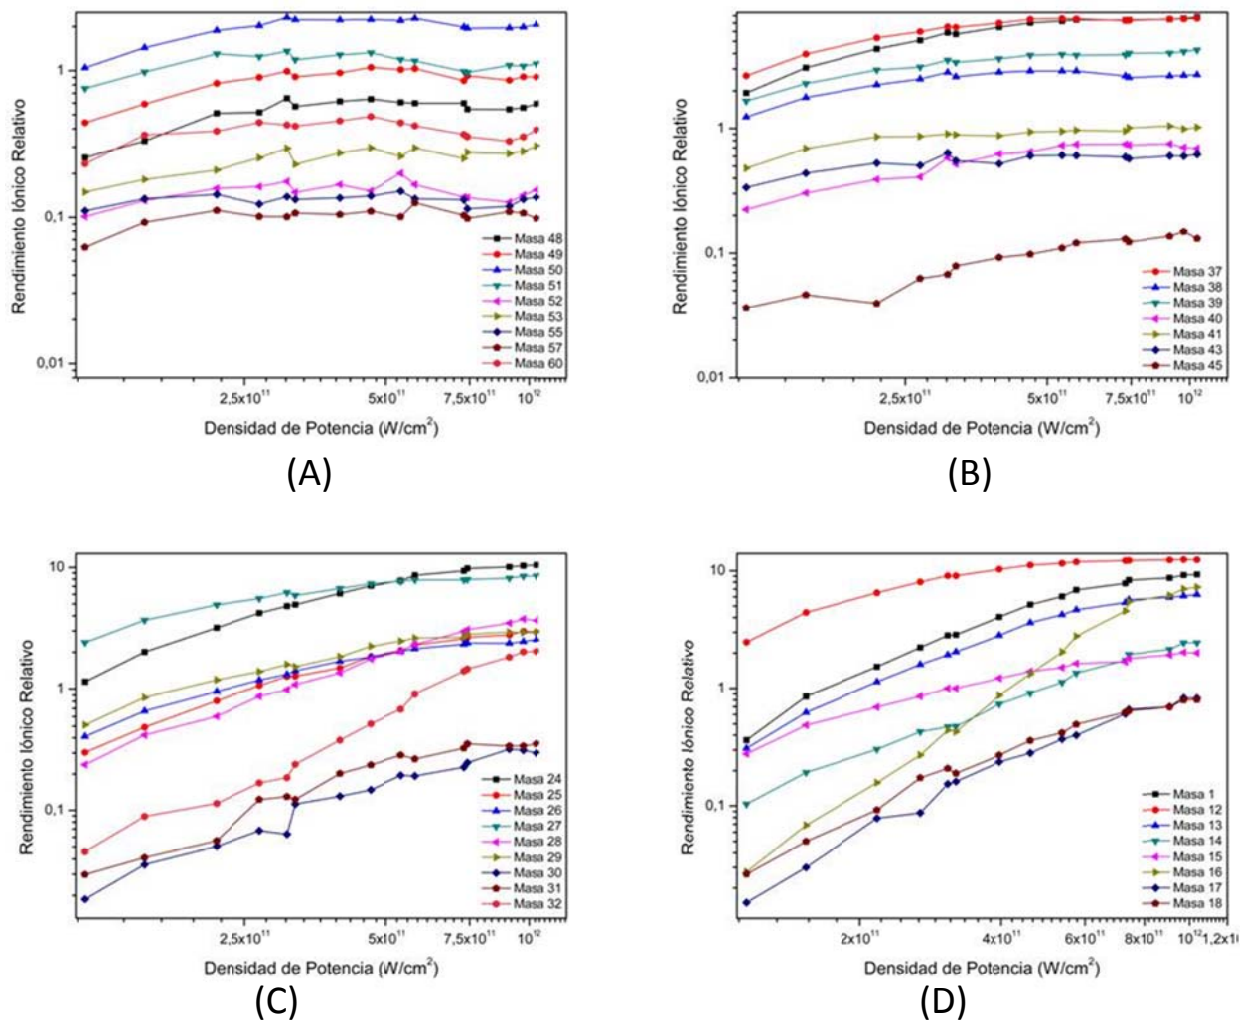 Rendimiento Iónico Relativo
1
0,1
0,01
Masa 48
Masa 49
Masa 50
Masa 51
Masa 52
Masa 53
Masa 55
Masa 57
Masa 60
2,5x10¹¹ 5x10¹¹ 7,5x10¹¹ 10¹²
Densidad de Potencia (W/cm²)
(A)
Rendimiento Iónico Relativo
1
0,1
0,01
Masa 37
Masa 38
Masa 39
Masa 40
Masa 41
Masa 43
Masa 45
2,5x10¹¹ 5x10¹¹ 7,5x10¹¹ 10¹²
Densidad de Potencia (W/cm²)
(B)
Rendimiento Iónico Relativo
10
1
0,1
Masa 24
Masa 25
Masa 26
Masa 27
Masa 28
Masa 29
Masa 30
Masa 31
Masa 32
2,5x10¹¹ 5x10¹¹ 7,5x10¹¹ 10¹²
Densidad de Potencia (W/cm²)
(C)
Rendimiento Iónico Relativo
10
1
0,1
Masa 1
Masa 12
Masa 13
Masa 14
Masa 15
Masa 16
Masa 17
Masa 18
2x10¹¹ 4x10¹¹ 6x10¹¹ 8x10¹¹ 10¹² 1,2x10
Densidad de Potencia (W/cm²)
(D)